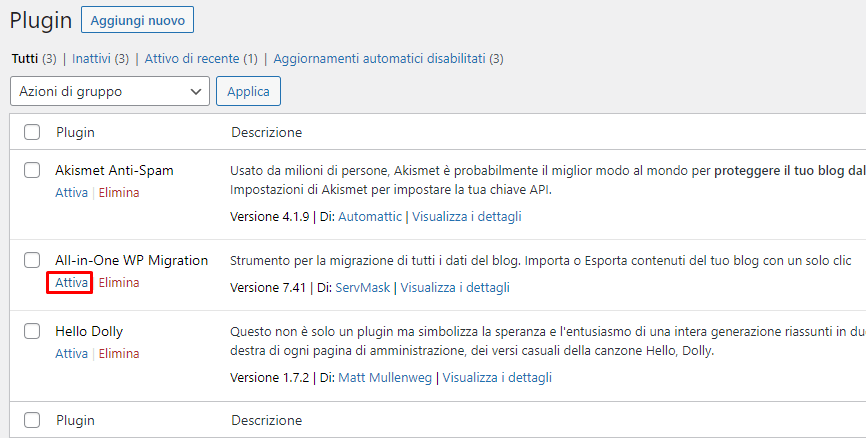 Plugin Aggiungi nuovo
Tutti (3) | Inattivi (3) | Attivo di recente (1) | Aggiornamenti automatici disabilitati (3)
Azioni di gruppo Applica
Plugin Descrizione
Akismet Anti-Spam Usato da milioni di persone, Akismet è probabilmente il miglior modo al mondo per proteggere il tuo blog dal
Attiva | Elimina Impostazioni di Akismet per impostare la tua chiave API.
Versione 4.1.9 | Di: Automattic | Visualizza i dettagli
All-in-One WP Migration Strumento per la migrazione di tutti i dati del blog. Importa o Esporta contenuti del tuo blog con un solo clic
Attiva Elimina
Versione 7.41 | Di: ServMask | Visualizza i dettagli
Hello Dolly Questo non è solo un plugin ma simbolizza la speranza e l'entusiasmo di una intera generazione riassunti in du
Attiva | Elimina destra di ogni pagina di amministrazione, dei versi casuali della canzone Hello, Dolly.
Versione 1.7.2 | Di: Matt Mullenweg | Visualizza i dettagli
Plugin Descrizione